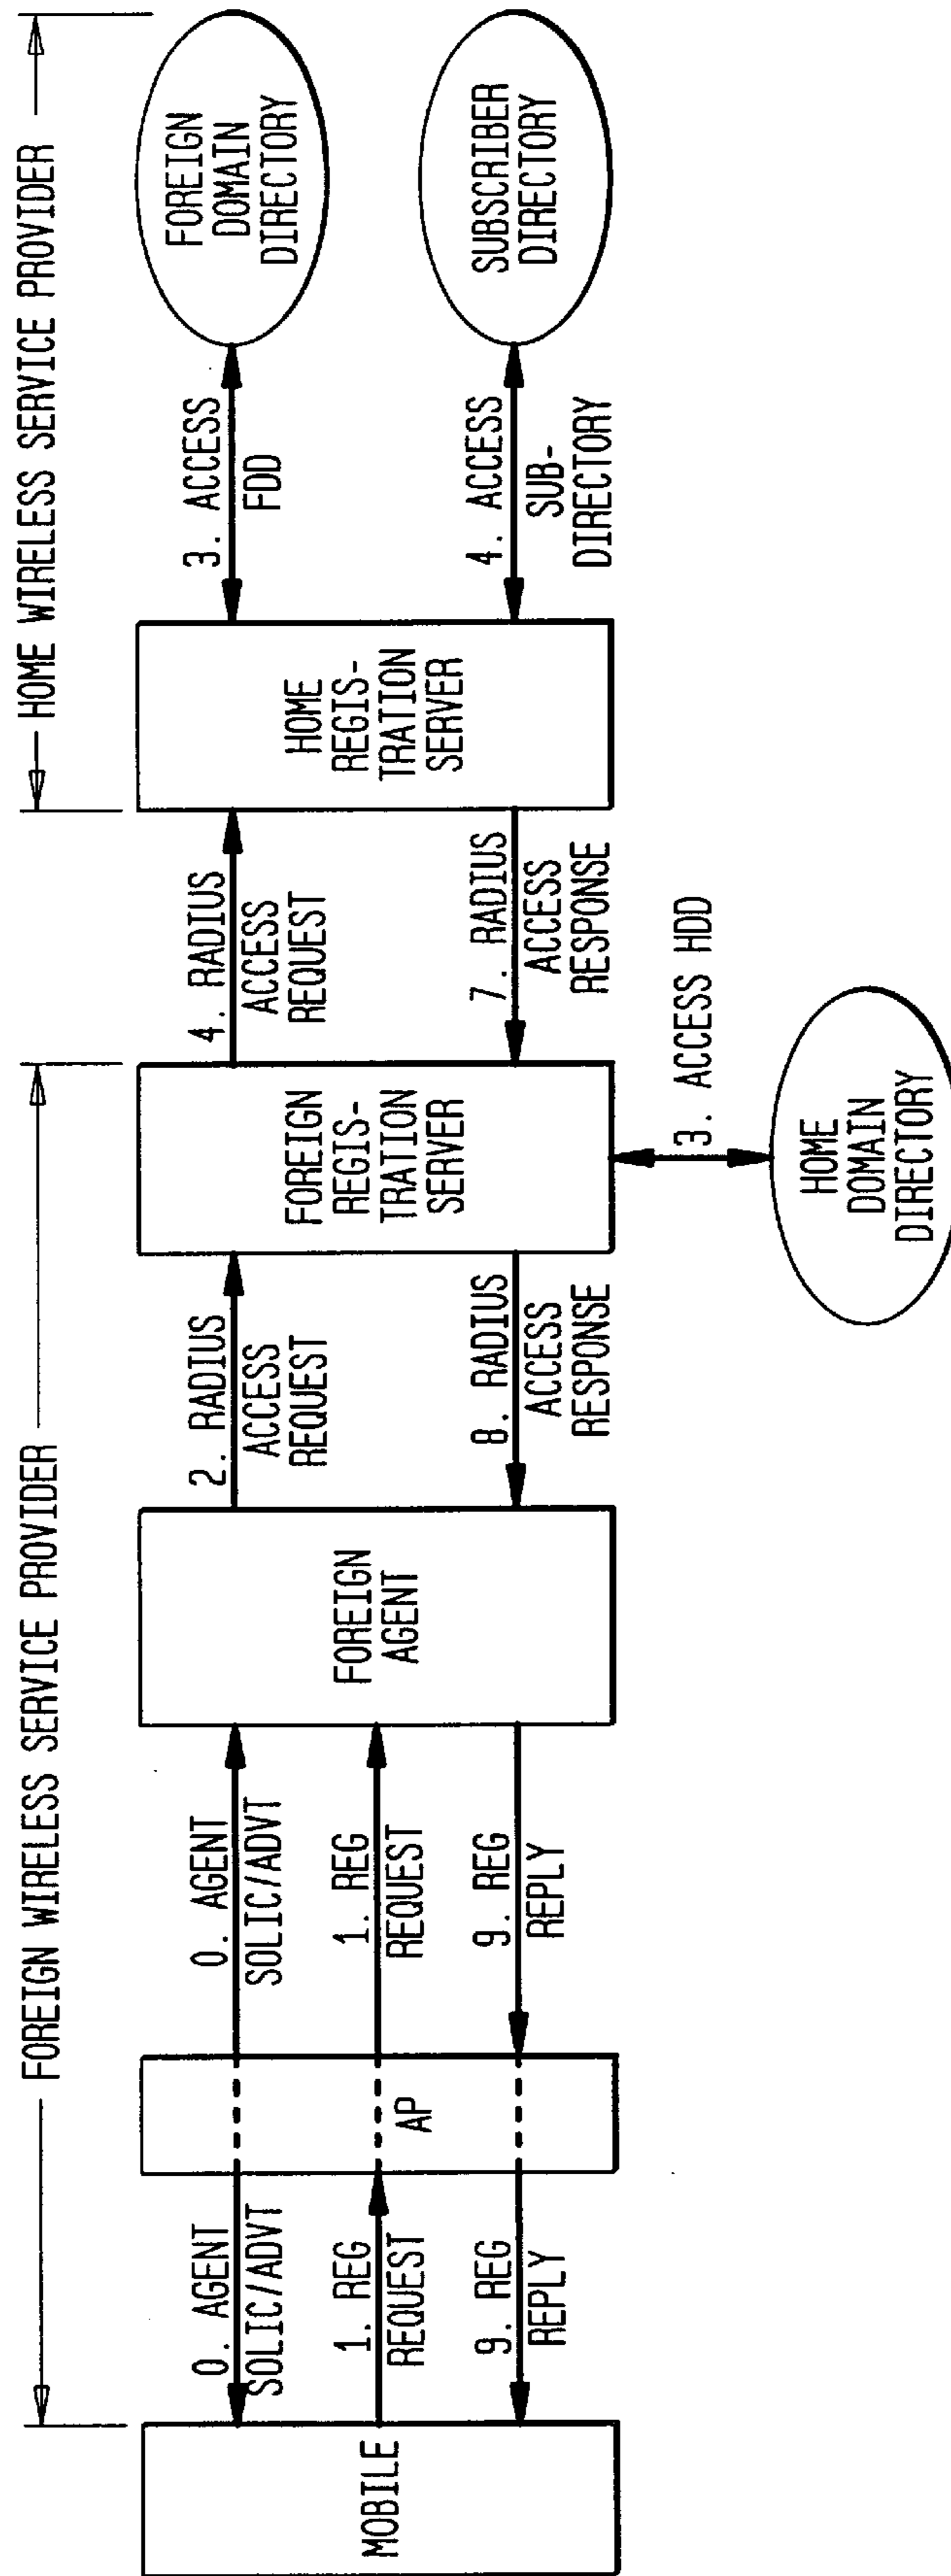 FOREIGN WIRELESS SERVICE PROVIDER
HOME WIRELESS SERVICE PROVIDER
MOBILE
0. AGENT
SOLIC/ADVT
1. REG
REQUEST
9. REG
REPLY
AP
0. AGENT
SOLIC/ADVT
1. REG
REQUEST
9. REG
REPLY
FOREIGN
AGENT
2. RADIUS
ACCESS
REQUEST
8. RADIUS
ACCESS
RESPONSE
FOREIGN
REGIS-
TRATION
SERVER
3. ACCESS HDD
HOME
DOMAIN
DIRECTORY
4. RADIUS
ACCESS
REQUEST
7. RADIUS
ACCESS
RESPONSE
HOME
REGIS-
TRATION
SERVER
3. ACCESS
FDD
4. ACCESS
SUB-
DIRECTORY
FOREIGN
DOMAIN
DIRECTORY
SUBSCRIBER
DIRECTORY